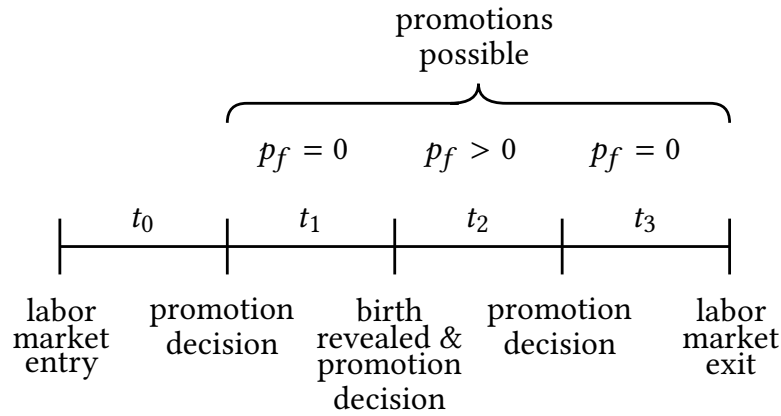 promotions
possible
p_f = 0 p_f > 0 p_f = 0
t_0 t_1 t_2 t_3
labor
market
entry
promotion
decision
birth
revealed &
promotion
decision
promotion
decision
labor
market
exit